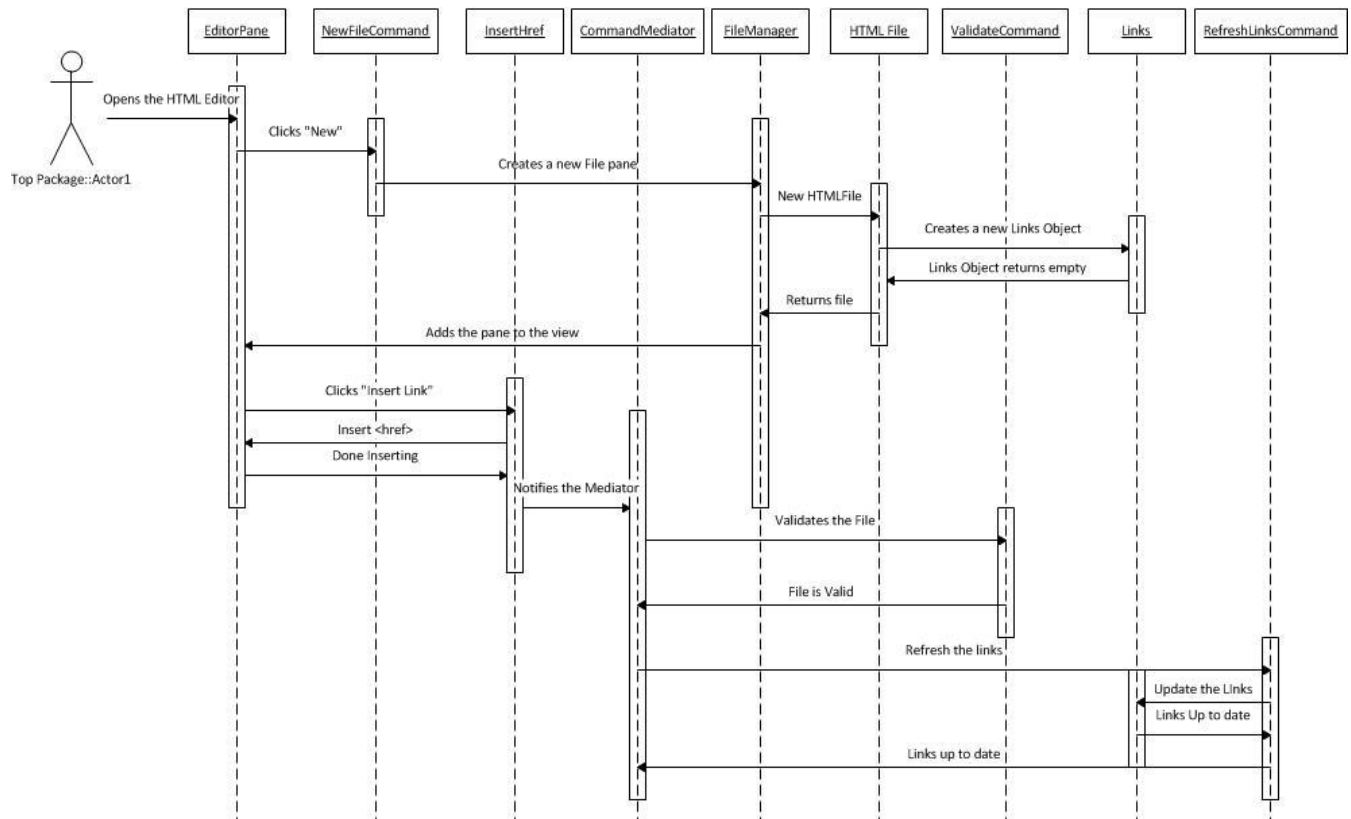 EditorPane
NewFileCommand
InsertHref
CommandMediator
FileManager
HTML File
ValidateCommand
Links
RefreshLinksCommand
Opens the HTML Editor
Top Package::Actor1
Clicks "New"
Creates a new File pane
New HTMLFile
Creates a new Links Object
Links Object returns empty
Returns file
Adds the pane to the view
Clicks "Insert Link"
Insert <href>
Done Inserting
Notifies the Mediator
Validates the File
File is Valid
Refresh the links
Update the LInks
Links Up to date
Links up to date